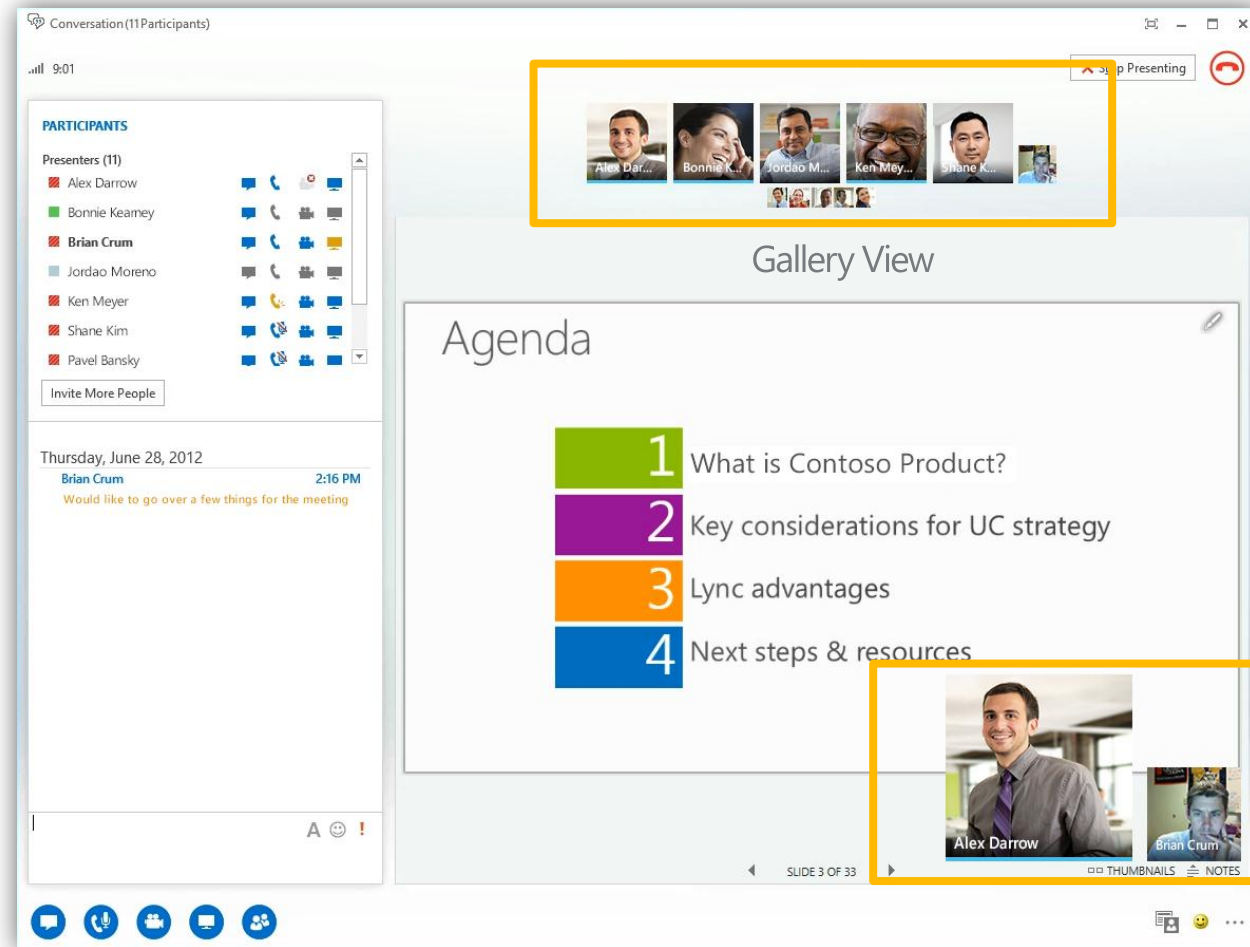 Conversation (11 Participants)
9:01
Stop Presenting
PARTICIPANTS
Presenters (11)
Alex Darrow
Bonnie Kearney
Brian Crum
Jordao Moreno
Ken Meyer
Shane Kim
Pavel Bansky
Invite More People
Thursday, June 28, 2012
Brian Crum 2:16 PM
Would like to go over a few things for the meeting
A !
Alex Dar... Bonnie K... Jordao M... Ken Mey... Shane K...
Gallery View
Agenda
1 What is Contoso Product?
2 Key considerations for UC strategy
3 Lync advantages
4 Next steps & resources
Alex Darrow
Brian Crum
SLIDE 3 OF 33
THUMBNAILS NOTES